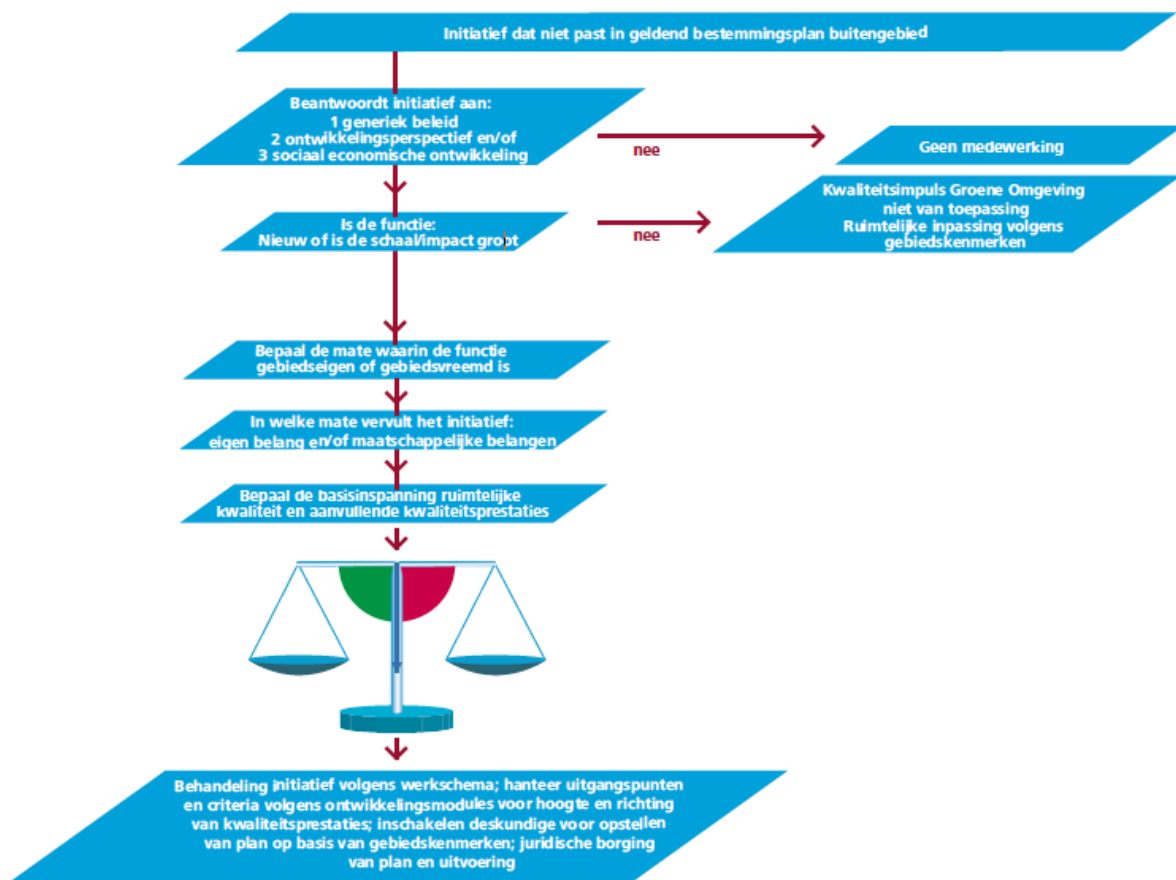 Initiatief dat niet past in geldend bestemmingsplan buitengebied
Beantwoordt initiatief aan:
1 generiek beleid
2 ontwikkelingsperspectief en/of
3 sociaal economische ontwikkeling
nee
Geen medewerking
Is de functie:
Nieuw of is de schaal/impact groot
nee
Kwaliteitsimpuls Groene Omgeving
niet van toepassing
Ruimtelijke inpassing volgens
gebiedskenmerken
Bepaal de mate waarin de functie
gebiedseigen of gebiedsvreemd is
In welke mate vervult het initiatief:
eigen belang en/of maatschappelijke belangen
Bepaal de basisinspanning ruimtelijke
kwaliteit en aanvullende kwaliteitsprestaties
Behandeling initiatief volgens werkschema; hanteer uitgangspunten
en criteria volgens ontwikkelingsmodules voor hoogte en richting
van kwaliteitsprestaties; inschakelen deskundige voor opstellen
van plan op basis van gebiedskenmerken; juridische borging
van plan en uitvoering